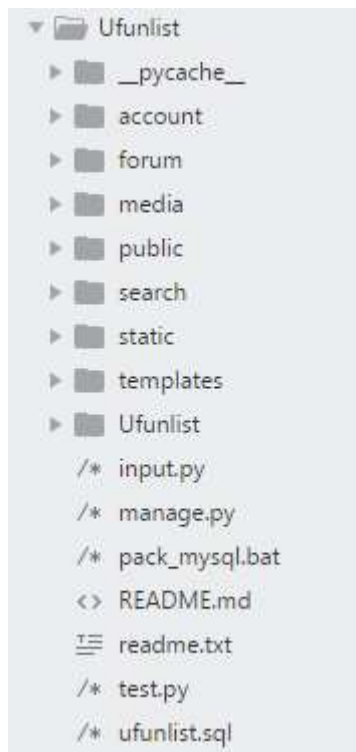 Ufunlist
__pycache__
account
forum
media
public
search
static
templates
Ufunlist
/* input.py
/* manage.py
/* pack_mysql.bat
<> README.md
readme.txt
/* test.py
/* ufunlist.sql